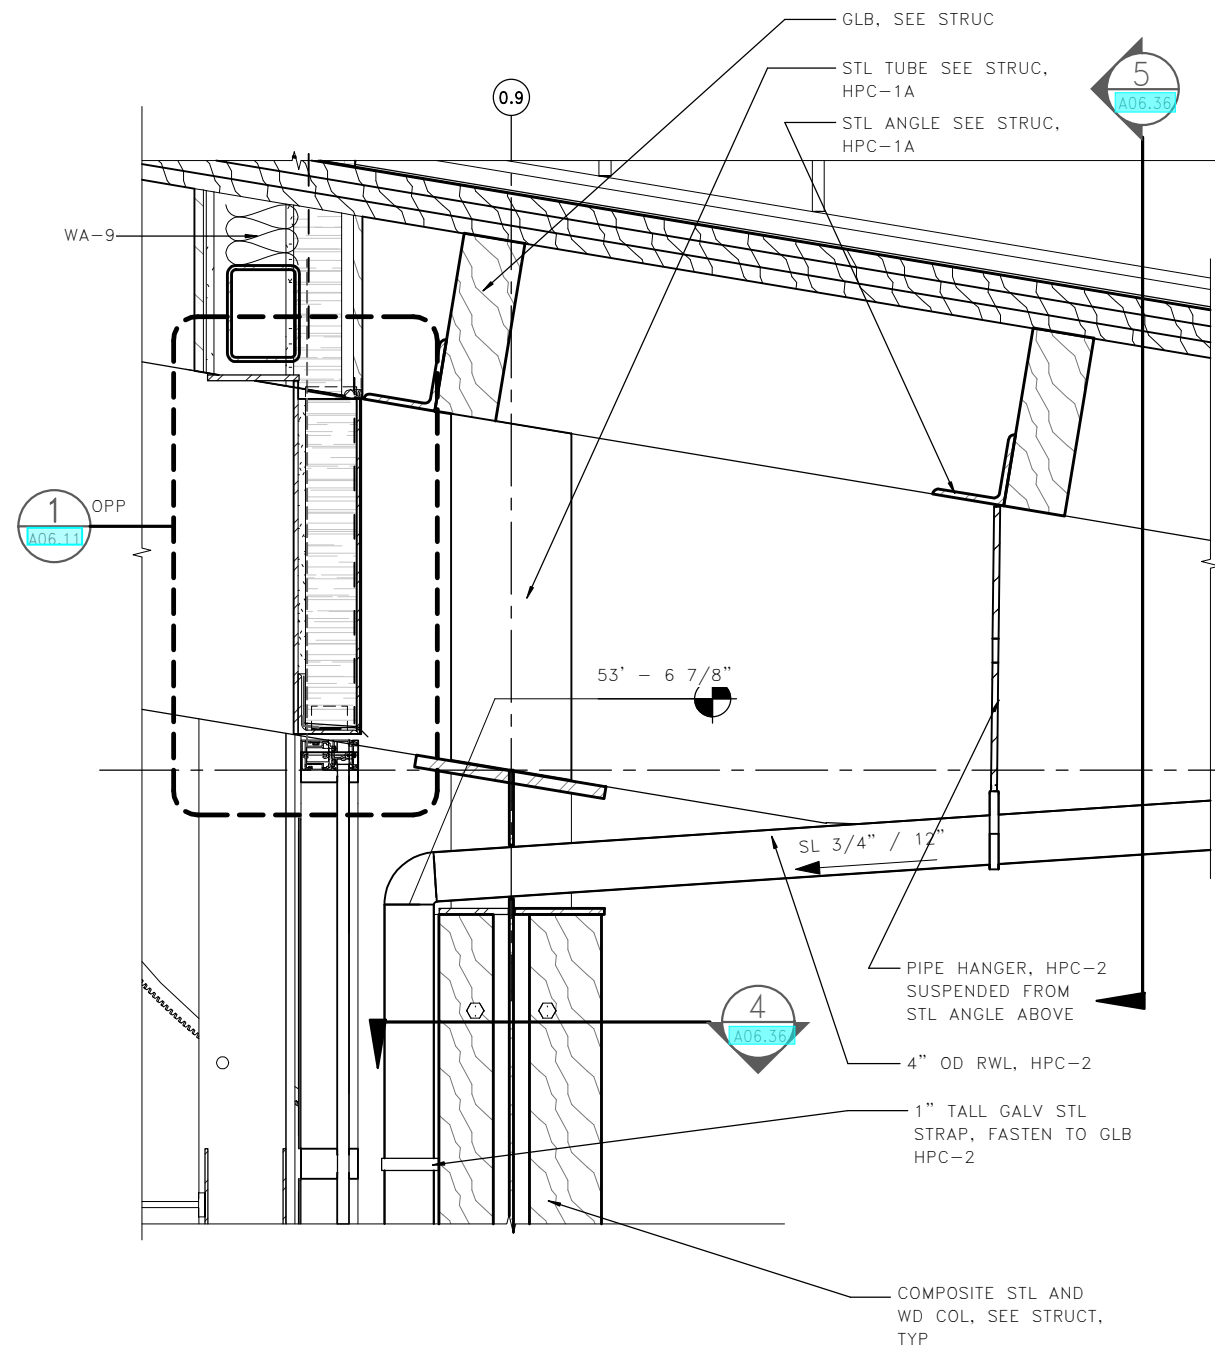 GLB, SEE STRUC
STL TUBE SEE STRUC,
HPC-1A
5
A06.36
0.9
STL ANGLE SEE STRUC,
HPC-1A
WA-9
1
OPP
A06.11
53' - 6 7/8"
SL 3/4" / 12"
PIPE HANGER, HPC-2
SUSPENDED FROM
STL ANGLE ABOVE
4
A06.36
4" OD RWL, HPC-2
1" TALL GALV STL
STRAP, FASTEN TO GLB
HPC-2
COMPOSITE STL AND
WD COL, SEE STRUCT,
TYP